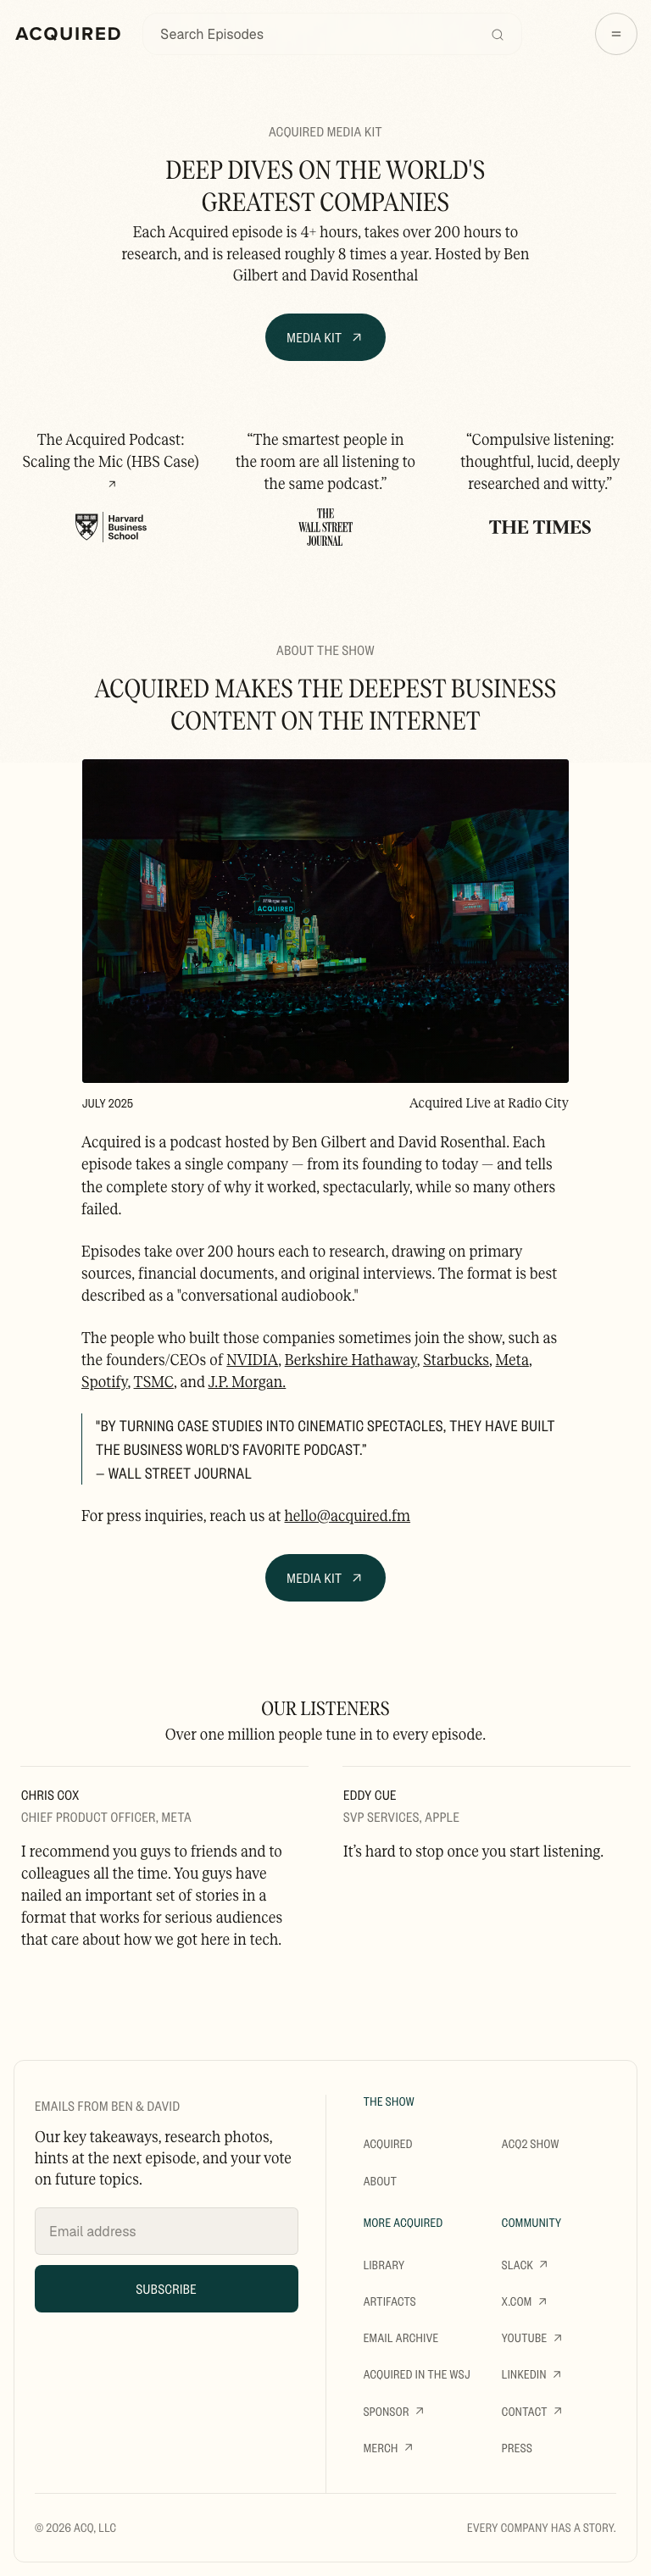 ACQUIRED
Search Episodes
ACQUIRED MEDIA KIT
DEEP DIVES ON THE WORLD'S
GREATEST COMPANIES
Each Acquired episode is 4+ hours, takes over 200 hours to
research, and is released roughly 8 times a year. Hosted by Ben
Gilbert and David Rosenthal
MEDIA KIT
The Acquired Podcast:
Scaling the Mic (HBS Case)
Harvard
Business
School
“The smartest people in
the room are all listening to
the same podcast.”
THE
WALL STREET
JOURNAL
“Compulsive listening:
thoughtful, lucid, deeply
researched and witty.”
THE TIMES
ABOUT THE SHOW
ACQUIRED MAKES THE DEEPEST BUSINESS
CONTENT ON THE INTERNET
ACQUIRED
JULY 2025
Acquired Live at Radio City
Acquired is a podcast hosted by Ben Gilbert and David Rosenthal. Each
episode takes a single company — from its founding to today — and tells
the complete story of why it worked, spectacularly, while so many others
failed.
Episodes take over 200 hours each to research, drawing on primary
sources, financial documents, and original interviews. The format is best
described as a "conversational audiobook."
The people who built those companies sometimes join the show, such as
the founders/CEOs of NVIDIA, Berkshire Hathaway, Starbucks, Meta,
Spotify, TSMC, and J.P. Morgan.
"BY TURNING CASE STUDIES INTO CINEMATIC SPECTACLES, THEY HAVE BUILT
THE BUSINESS WORLD’S FAVORITE PODCAST.”
— WALL STREET JOURNAL
For press inquiries, reach us at hello@acquired.fm
MEDIA KIT
OUR LISTENERS
Over one million people tune in to every episode.
CHRIS COX
CHIEF PRODUCT OFFICER, META
I recommend you guys to friends and to
colleagues all the time. You guys have
nailed an important set of stories in a
format that works for serious audiences
that care about how we got here in tech.
EDDY CUE
SVP SERVICES, APPLE
It’s hard to stop once you start listening.
EMAILS FROM BEN & DAVID
Our key takeaways, research photos,
hints at the next episode, and your vote
on future topics.
Email address
SUBSCRIBE
THE SHOW
ACQUIRED
ACQ2 SHOW
ABOUT
MORE ACQUIRED
LIBRARY
ARTIFACTS
EMAIL ARCHIVE
ACQUIRED IN THE WSJ
SPONSOR
MERCH
COMMUNITY
SLACK
X.COM
YOUTUBE
LINKEDIN
CONTACT
PRESS
© 2026 ACQ, LLC
EVERY COMPANY HAS A STORY.